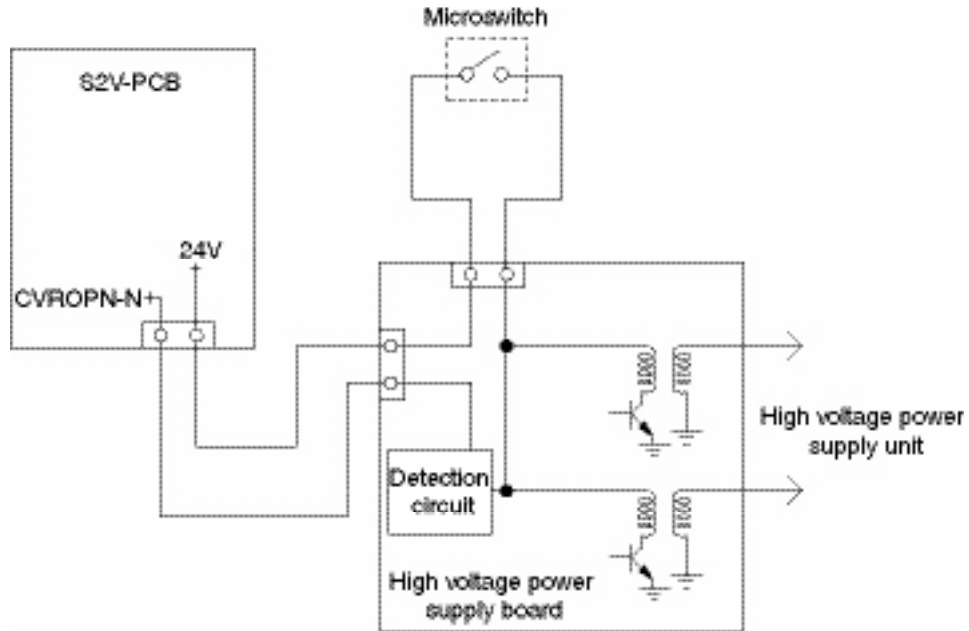 Microswitch
S2V-PCB
24V
CVROPN-N
High voltage power
supply unit
Detection
circuit
High voltage power
supply board